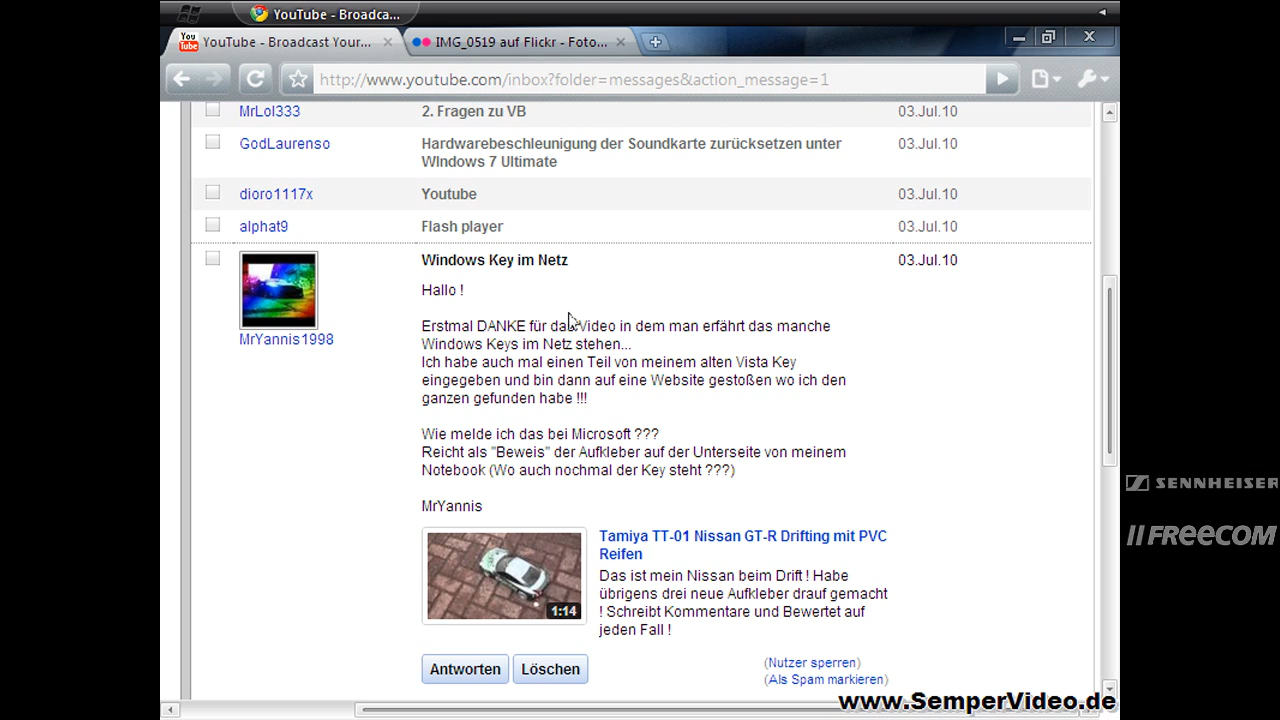 YouTube - Broadca...
You Tube YouTube - Broadcast Your... IMG_0519 auf Flickr - Foto...
http://www.youtube.com/inbox?folder=messages&action_message=1
MrLol333 2. Fragen zu VB 03.Jul.10
GodLaurenso Hardwarebeschleunigung der Soundkarte zurücksetzen unter 03.Jul.10
WIndows 7 Ultimate
dioro1117x Youtube 03.Jul.10
alphat9 Flash player 03.Jul.10
Windows Key im Netz 03.Jul.10
Hallo !
MrYannis1998
Erstmal DANKE für das Video in dem man erfährt das manche
Windows Keys im Netz stehen...
Ich habe auch mal einen Teil von meinem alten Vista Key
eingegeben und bin dann auf eine Website gestoßen wo ich den
ganzen gefunden habe !!!
Wie melde ich das bei Microsoft ???
Reicht als "Beweis" der Aufkleber auf der Unterseite von meinem
Notebook (Wo auch nochmal der Key steht ???)
MrYannis
Tamiya TT-01 Nissan GT-R Drifting mit PVC
Reifen
Das ist mein Nissan beim Drift ! Habe
übrigens drei neue Aufkleber drauf gemacht
! Schreibt Kommentare und Bewertet auf
jeden Fall !
1:14
Antworten Löschen
(Nutzer sperren)
(Als Spam markieren)
SENNHEISER
FREECOM
www.SemperVideo.de